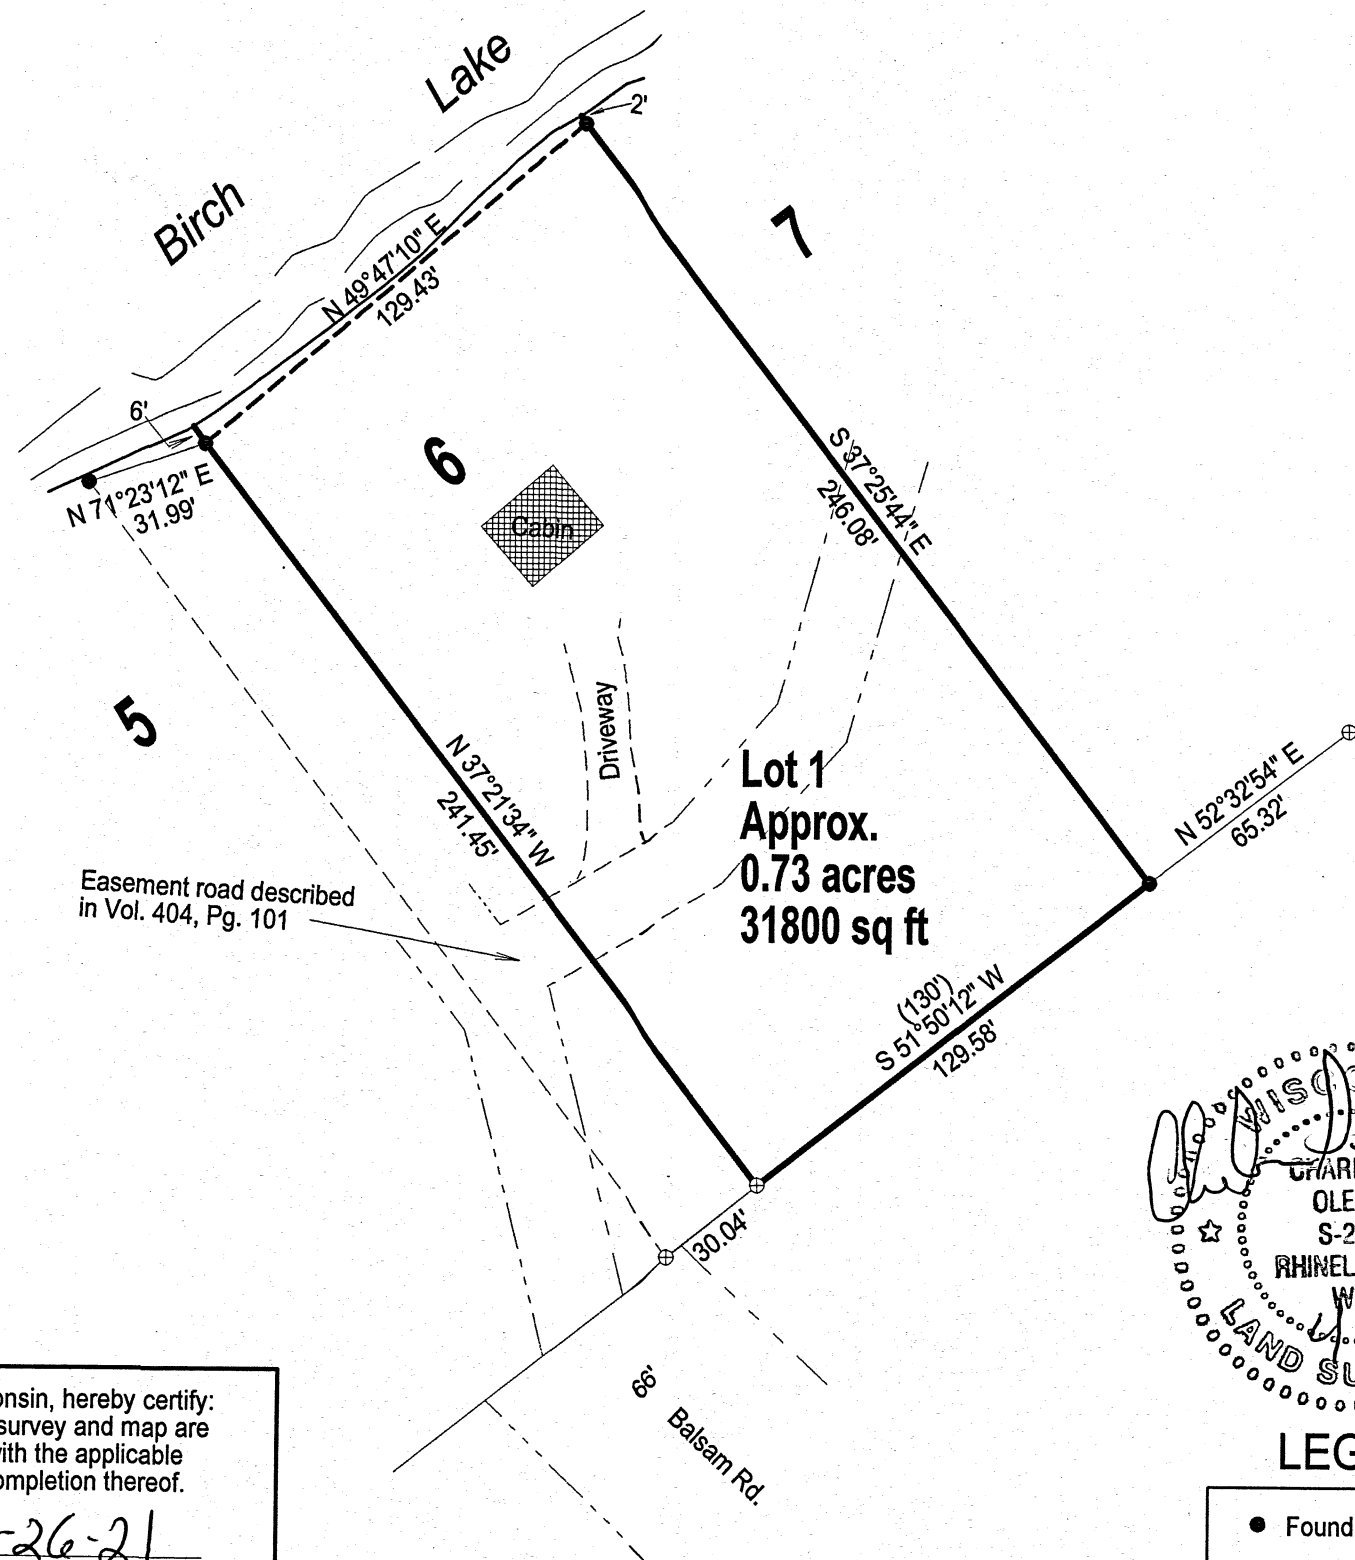 Lake
Birch
2'
7
N 49°47'10" E
129.43'
6'
6
N 71°23'12" E
31.99'
Cabin
S 37°25'44" E
246.08'
5
Driveway
N 37°21'34" W
241.45'
Lot 1
Approx.
0.73 acres
31800 sq ft
N 52°32'54" E
65.32'
Easement road described
in Vol. 404, Pg. 101
(130')
S 51°50'12" W
129.58'
30.04'
66'
Balsam Rd.
WISC
CHAR
OLE
S-2
RHINEL
W
LAND SU
onsin, hereby certify:
survey and map are
with the applicable
ompletion thereof.
-26-21
LEG
Found